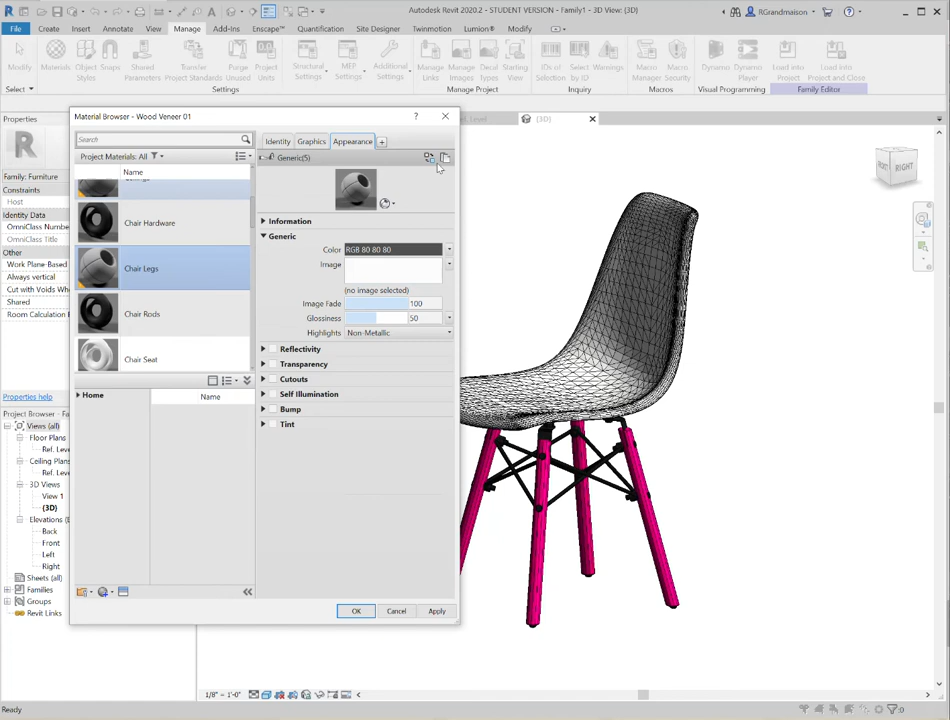 Autodesk Revit 2020.2 - STUDENT VERSION - Family1 - 3D View: {3D}
RGrandmaison
File Create Insert Annotate View Manage Add-Ins Enscape™ Quantification Site Designer Twinmotion Lumion® Modify
Modify
Materials
Object Styles
Snaps
Shared Parameters
Transfer Project Standards
Purge Unused
Project Units
Structural Settings
MEP Settings
Additional Settings
Manage Links
Manage Images
Decal Types
Starting View
IDs of Selection
Select by ID
Warnings
Macro Manager
Macro Security
Dynamo
Dynamo Player
Load into Project
Load into Project and Close
Select
Settings
Manage Project
Inquiry
Macros
Visual Programming
Family Editor
Properties
Family: Furniture
Constraints
Host
Identity Data
OmniClass Number
OmniClass Title
Other
Work Plane-Based
Always vertical
Cut with Voids Wh
Shared
Room Calculation
Properties help
Project Browser - Fa
Views (all)
Floor Plans
Ref. Leve
Ceiling Plans
Ref. Leve
3D Views
View 1
{3D}
Elevations (E
Back
Front
Left
Right
Sheets (all)
Families
Groups
Revit Links
Material Browser - Wood Veneer 01
?
Search
Project Materials: All
Name
Chair Hardware
Chair Legs
Chair Rods
Chair Seat
Home
Name
Identity Graphics Appearance +
Generic(5)
Information
Generic
Color RGB 80 80 80
Image
(no image selected)
Image Fade 100
Glossiness 50
Highlights Non-Metallic
Reflectivity
Transparency
Cutouts
Self Illumination
Bump
Tint
OK Cancel Apply
Level
{3D}
FRONT RIGHT
1/8" = 1'-0"
Ready
:0